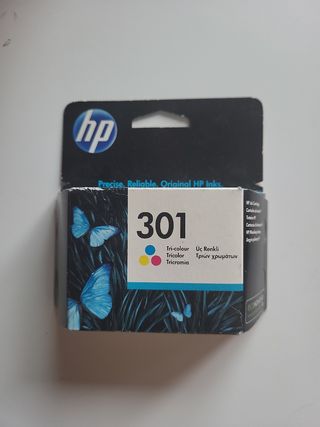 hp
Precise. Reliable. Original HP Inks.
301
Tri-colour
Tricolor
Tricromia
Üç Renkli
Τριών χρωμάτων